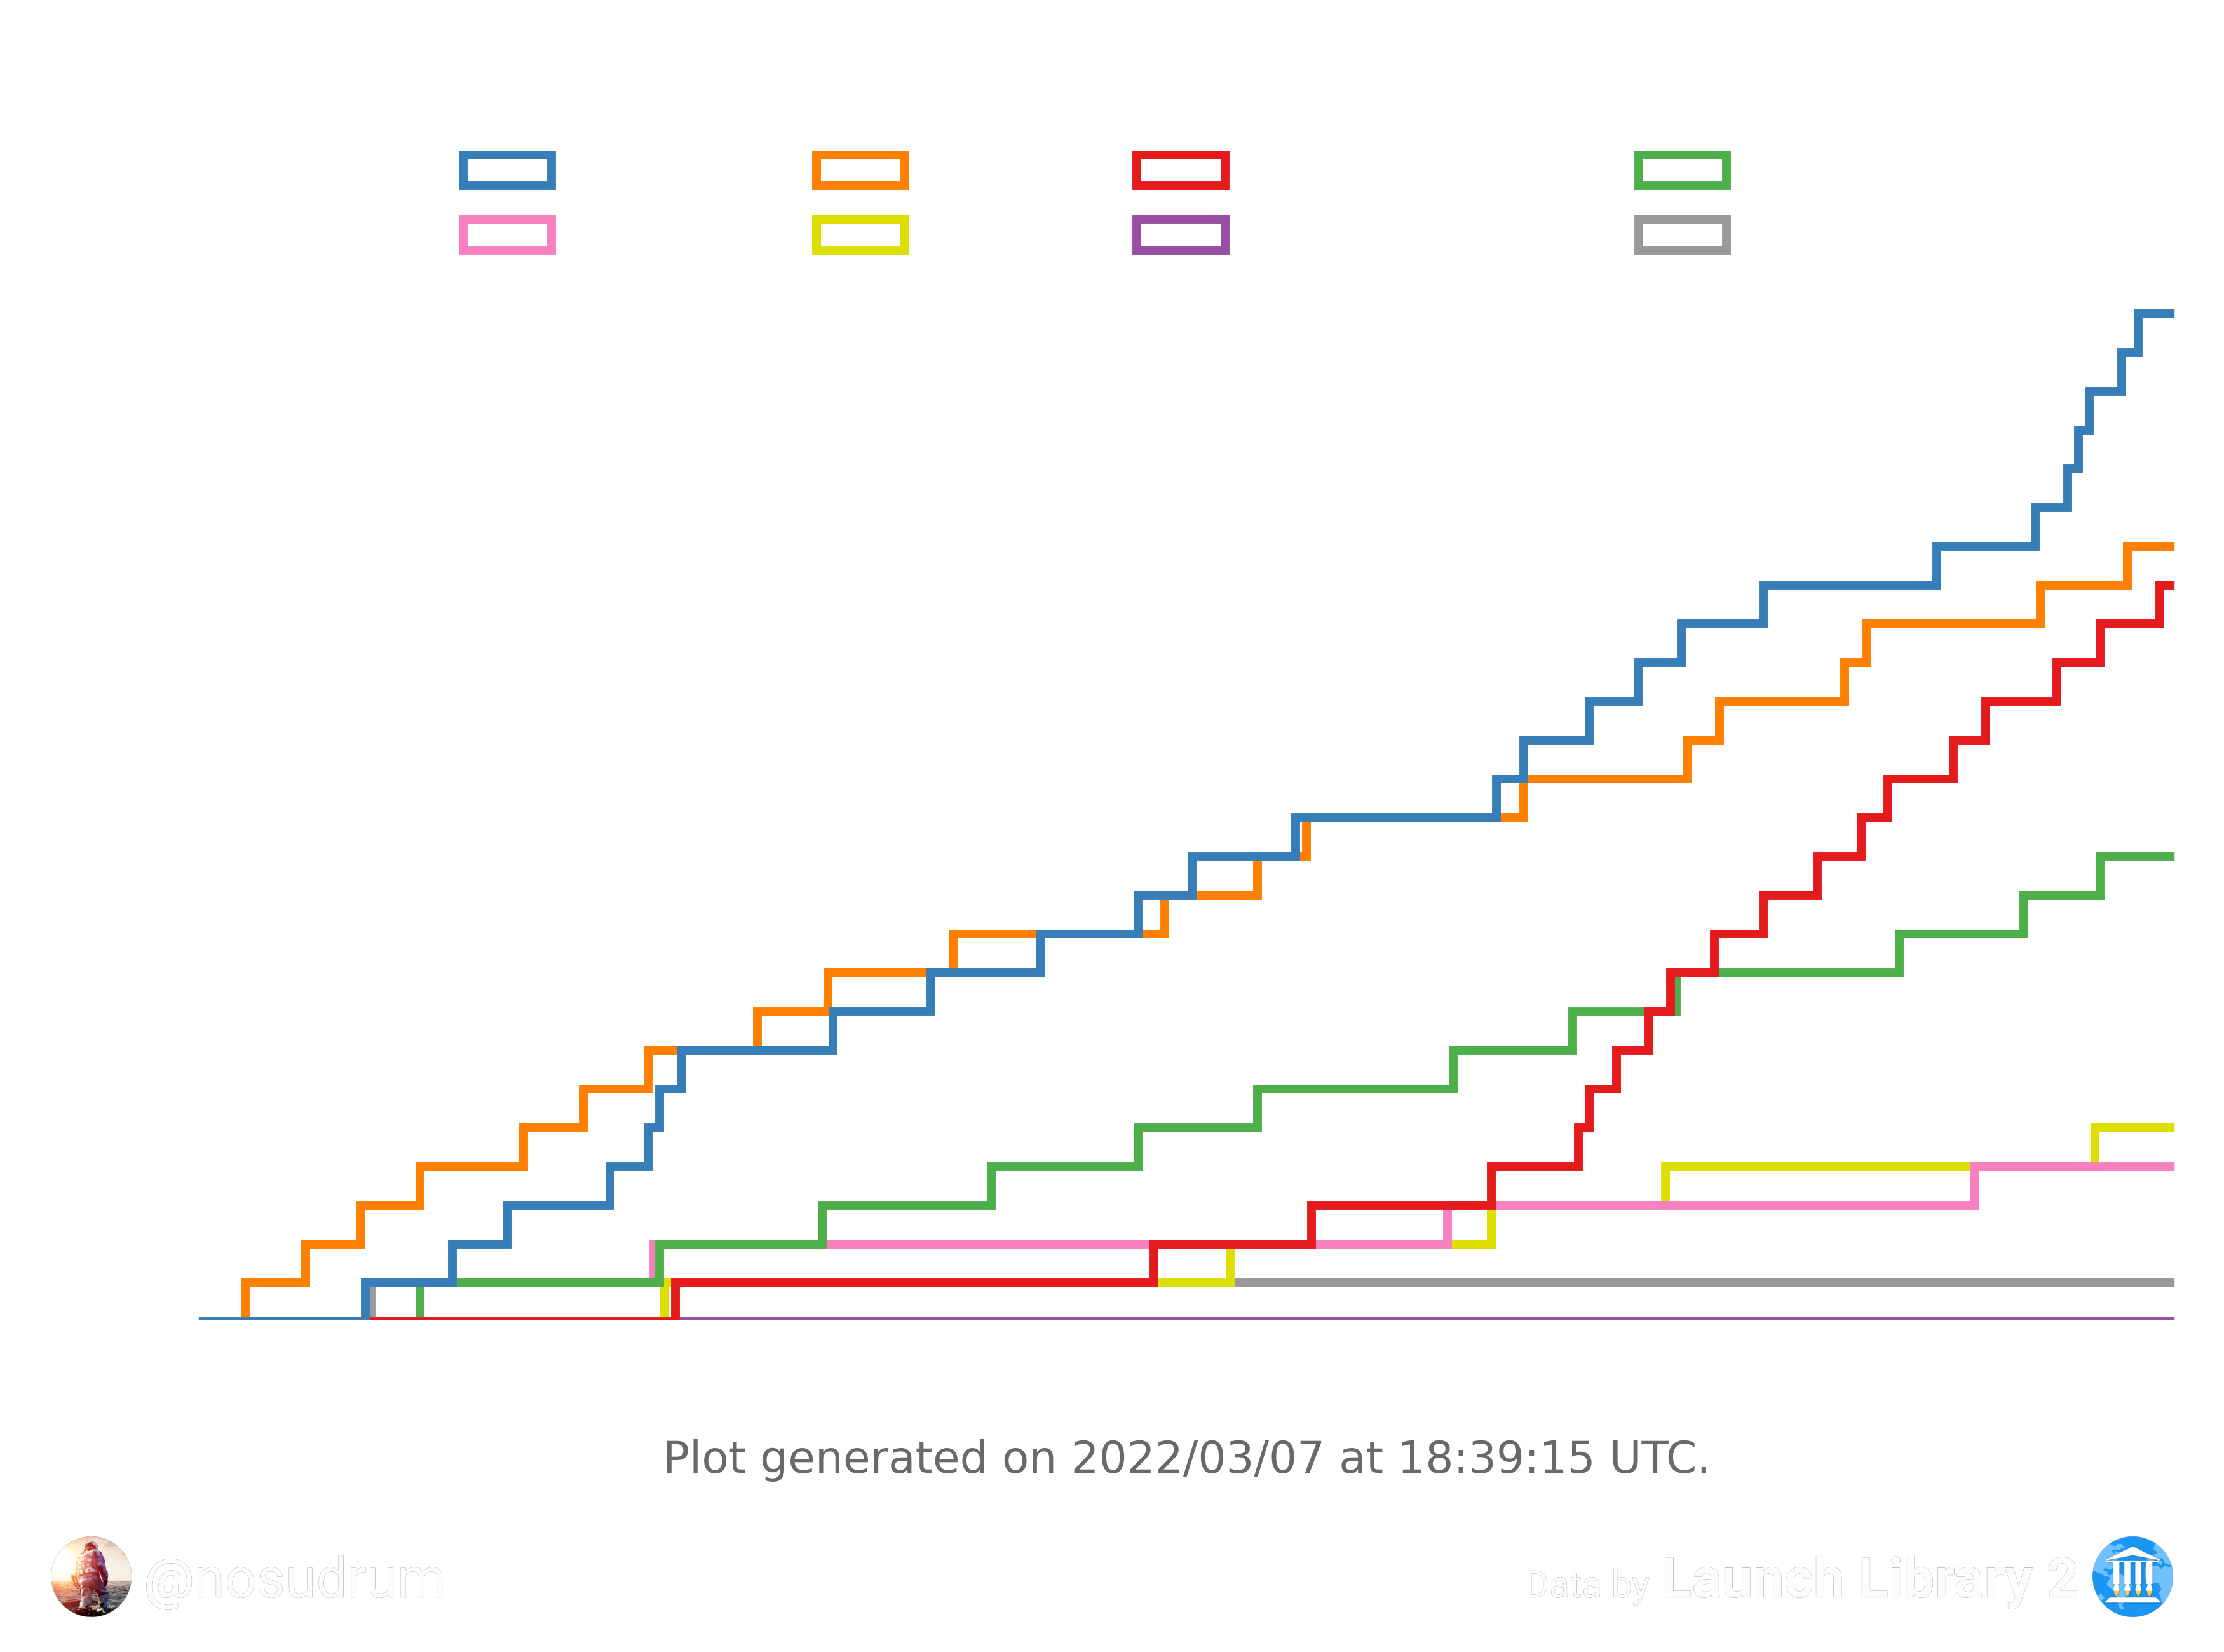 Plot generated on 2022/03/07 at 18:39:15 UTC.
@nosudrum
Data by Launch Library 2